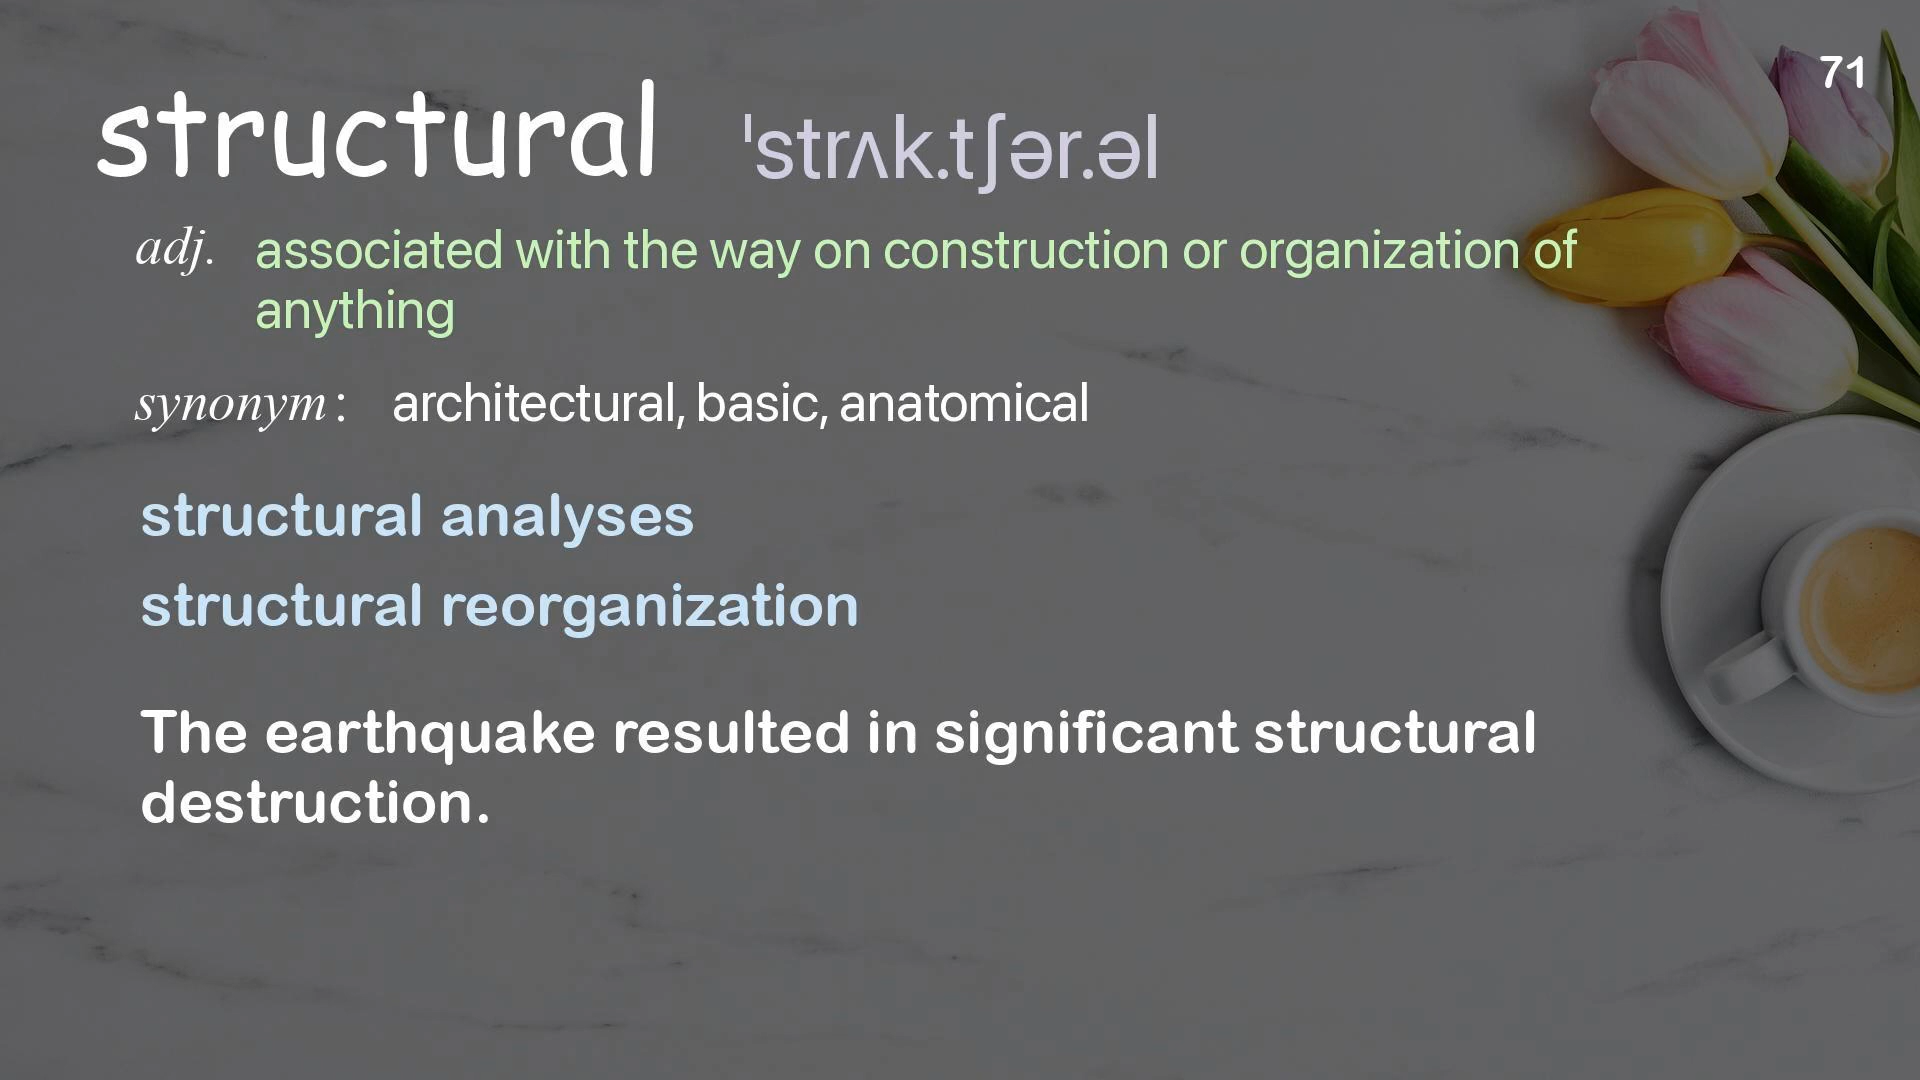 71
structural ˈstrʌk.tʃər.əl
adj. associated with the way on construction or organization of
anything
synonym: architectural, basic, anatomical
structural analyses
structural reorganization
The earthquake resulted in significant structural
destruction.